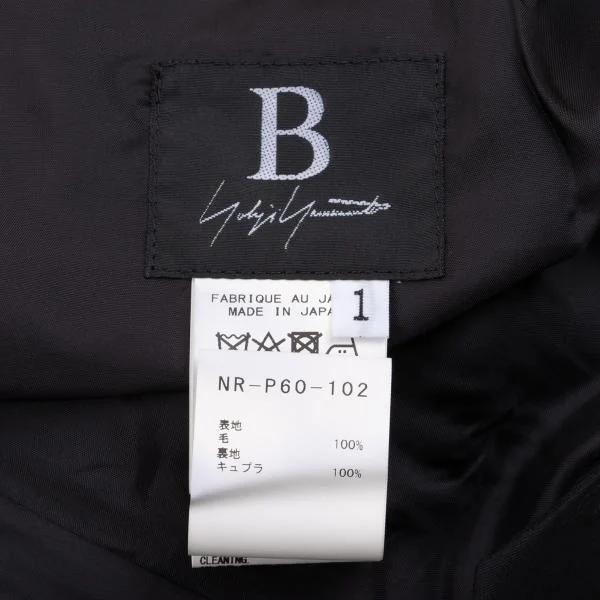 B
Yohji Yamamoto
FABRIQUE AU JA
MADE IN JAPA
1
NR-P60-102
表地
毛 100%
裏地
キュプラ 100%
CLEANING.